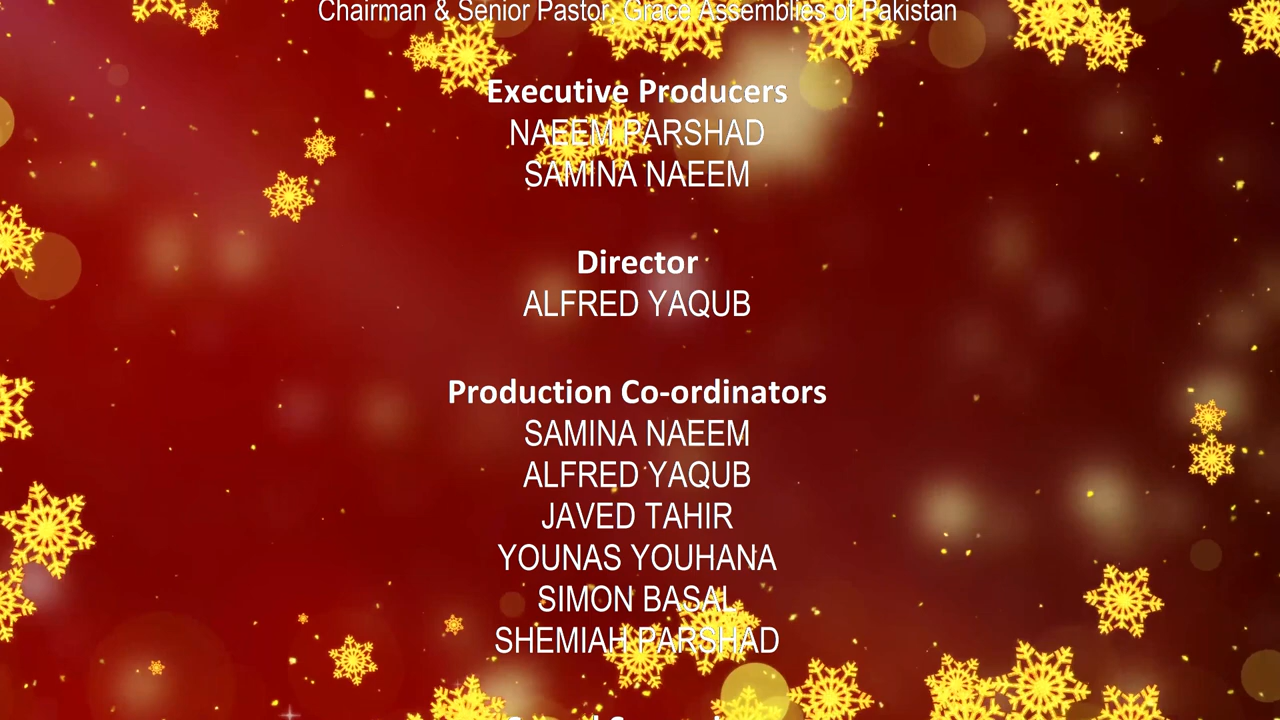 Chairman & Senior Pastor, Grace Assemblies of Pakistan
Executive Producers
NAEEM PARSHAD
SAMINA NAEEM
Director
ALFRED YAQUB
Production Co-ordinators
SAMINA NAEEM
ALFRED YAQUB
JAVED TAHIR
YOUNAS YOUHANA
SIMON BASAL
SHEMIAH PARSHAD